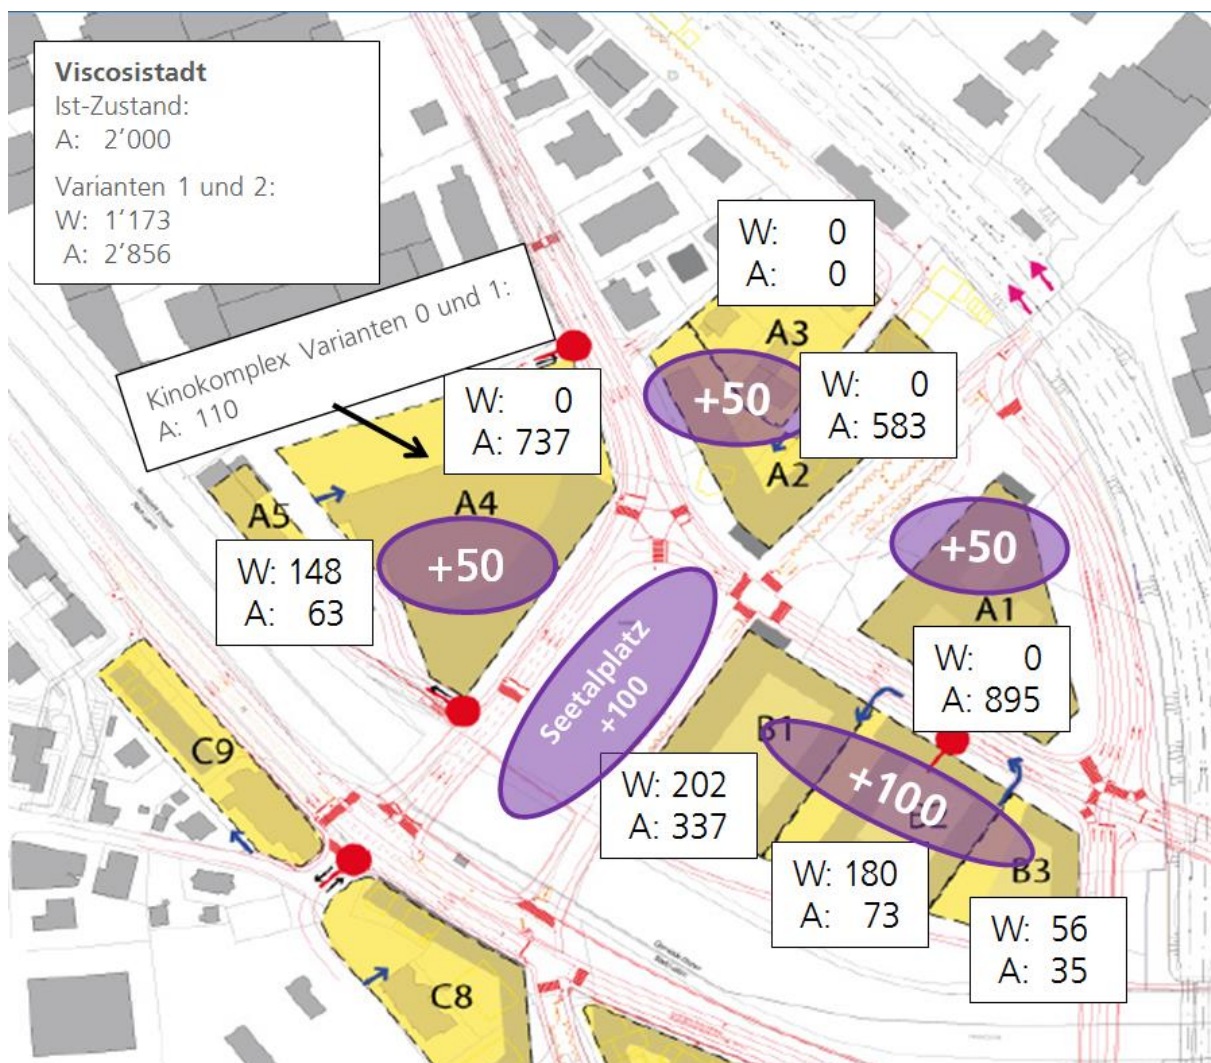 Viscosistadt
Ist-Zustand:
A: 2’000
Varianten 1 und 2:
W: 1’173
A: 2’856
Kinokomplex Varianten 0 und 1:
A: 110
W: 0
A: 0
A3
+50
W: 0
A: 583
A2
W: 0
A: 737
A4
+50
A5
W: 148
A: 63
+50
A1
W: 0
A: 895
Seetalplatz
+100
B1
W: 202
A: 337
+100
B2
W: 180
A: 73
B3
W: 56
A: 35
C9
C8